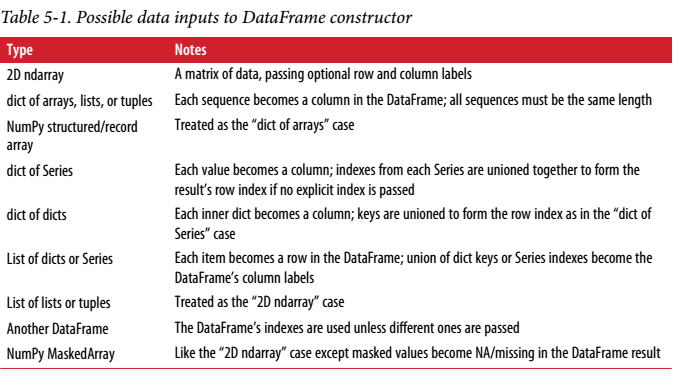 Table 5-1. Possible data inputs to DataFrame constructor
Type Notes
2D ndarray A matrix of data, passing optional row and column labels
dict of arrays, lists, or tuples Each sequence becomes a column in the DataFrame; all sequences must be the same length
NumPy structured/record Treated as the “dict of arrays” case
array
dict of Series Each value becomes a column; indexes from each Series are unioned together to form the
result’s row index if no explicit index is passed
dict of dicts Each inner dict becomes a column; keys are unioned to form the row index as in the “dict of
Series” case
List of dicts or Series Each item becomes a row in the DataFrame; union of dict keys or Series indexes become the
DataFrame’s column labels
List of lists or tuples Treated as the “2D ndarray” case
Another DataFrame The DataFrame’s indexes are used unless different ones are passed
NumPy MaskedArray Like the “2D ndarray” case except masked values become NA/missing in the DataFrame result